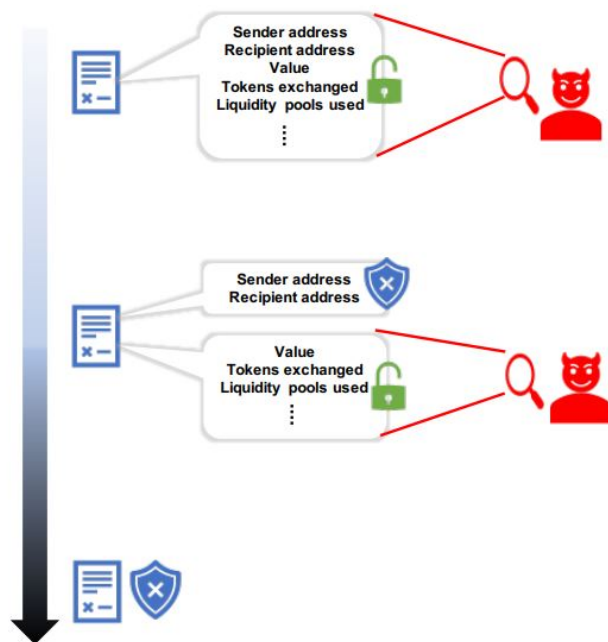 Sender address
Recipient address
Value
Tokens exchanged
Liquidity pools used
Sender address
Recipient address
Value
Tokens exchanged
Liquidity pools used